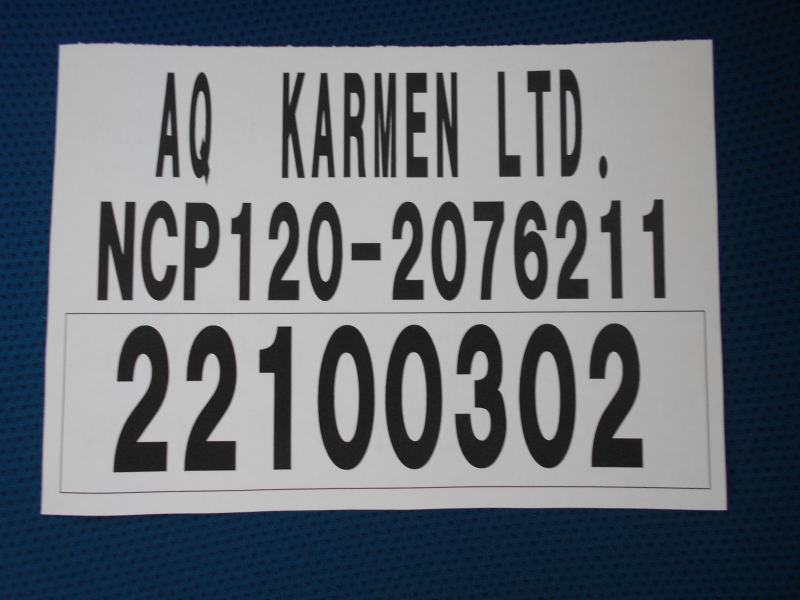 AQ  KARMEN LTD.
NCP120-2076211
22100302